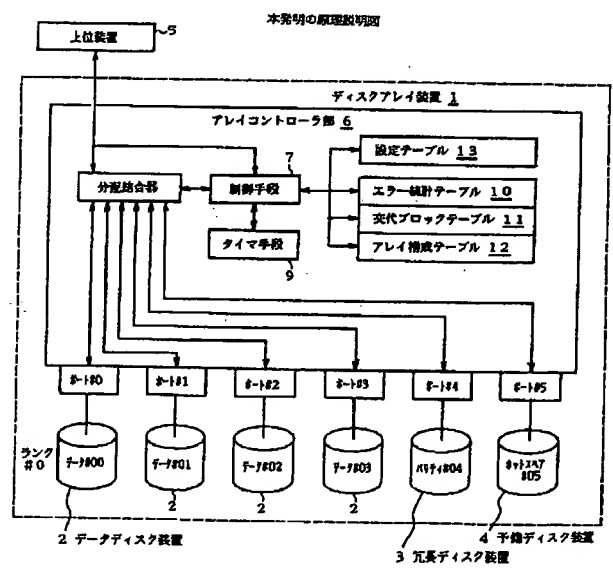 本発明の原理説明図
上位装置
5
ディスクアレイ装置 1
アレイコントローラ部 6
7
設定テーブル 13
分配結合部
制御手段
エラー統計テーブル 10
交代ブロックテーブル 11
タイマ手段
アレイ構成テーブル 12
9
ポート#0
ポート#1
ポート#2
ポート#3
ポート#4
ポート#5
ランク
#0
データ#00
データ#01
データ#02
データ#03
パリティ#04
ホットスペア
#05
2
2
2
2 データディスク装置
3 冗長ディスク装置
4 予備ディスク装置